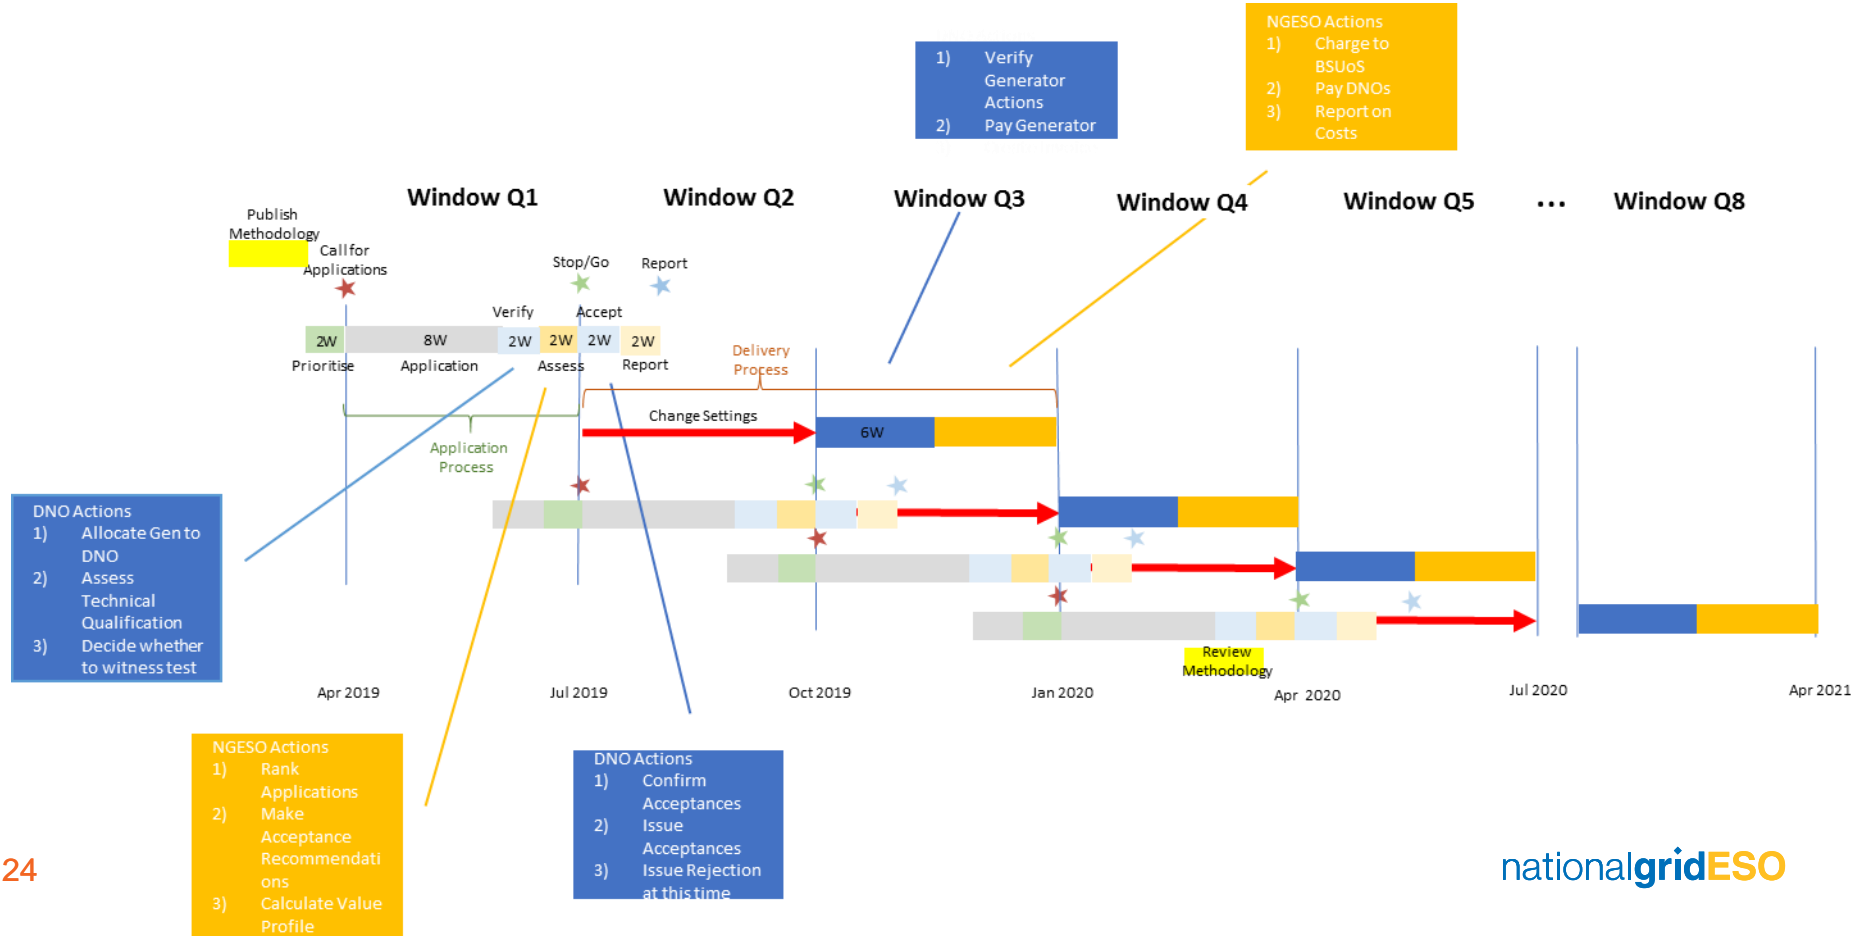 NGESO Actions
1) Charge to
BSUoS
2) Pay DNOs
3) Report on
Costs
1) Verify
Generator
Actions
2) Pay Generator
Window Q1
Window Q2
Window Q3
Window Q4
Window Q5
...
Window Q8
Publish
Methodology
Call for
Applications
Stop/Go
Report
Verify
Accept
2W
8W
2W
2W
2W
2W
Prioritise
Application
Assess
Report
Delivery
Process
Change Settings
6W
Application
Process
DNO Actions
1) Allocate Gen to
DNO
2) Assess
Technical
Qualification
3) Decide whether
to witness test
Review
Methodology
Apr 2019
Jul 2019
Oct 2019
Jan 2020
Apr 2020
Jul 2020
Apr 2021
NGESO Actions
1) Rank
Applications
2) Make
Acceptance
Recommendati
ons
3) Calculate Value
Profile
DNO Actions
1) Confirm
Acceptances
2) Issue
Acceptances
3) Issue Rejection
at this time
24
nationalgridESO